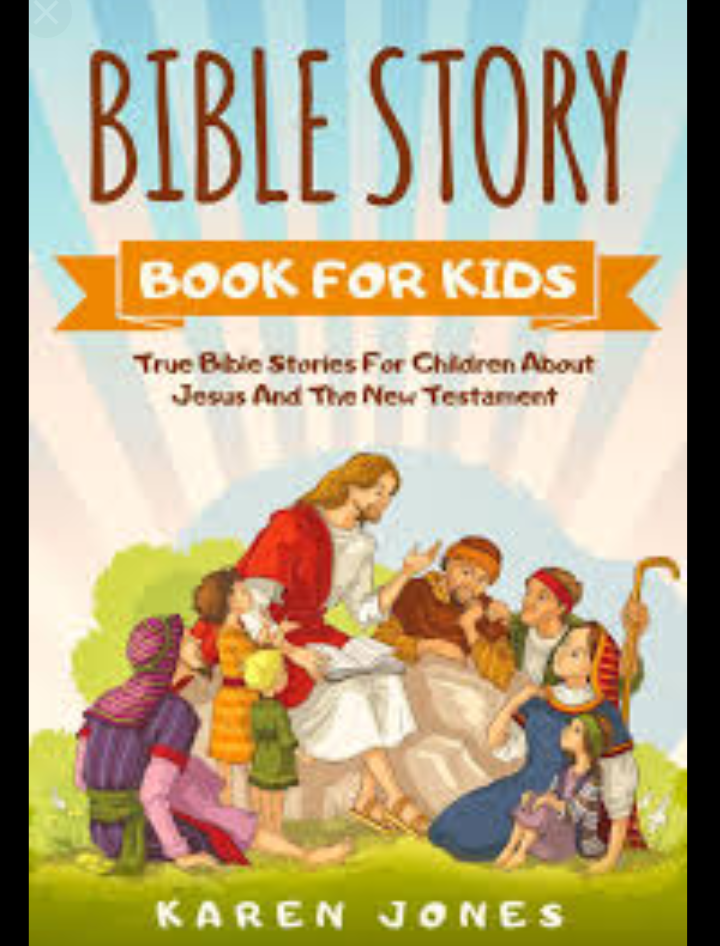 BIBLE STORY
BOOK FOR KIDS
True Bible Stories For Children About
Jesus And The New Testament
KAREN JONES